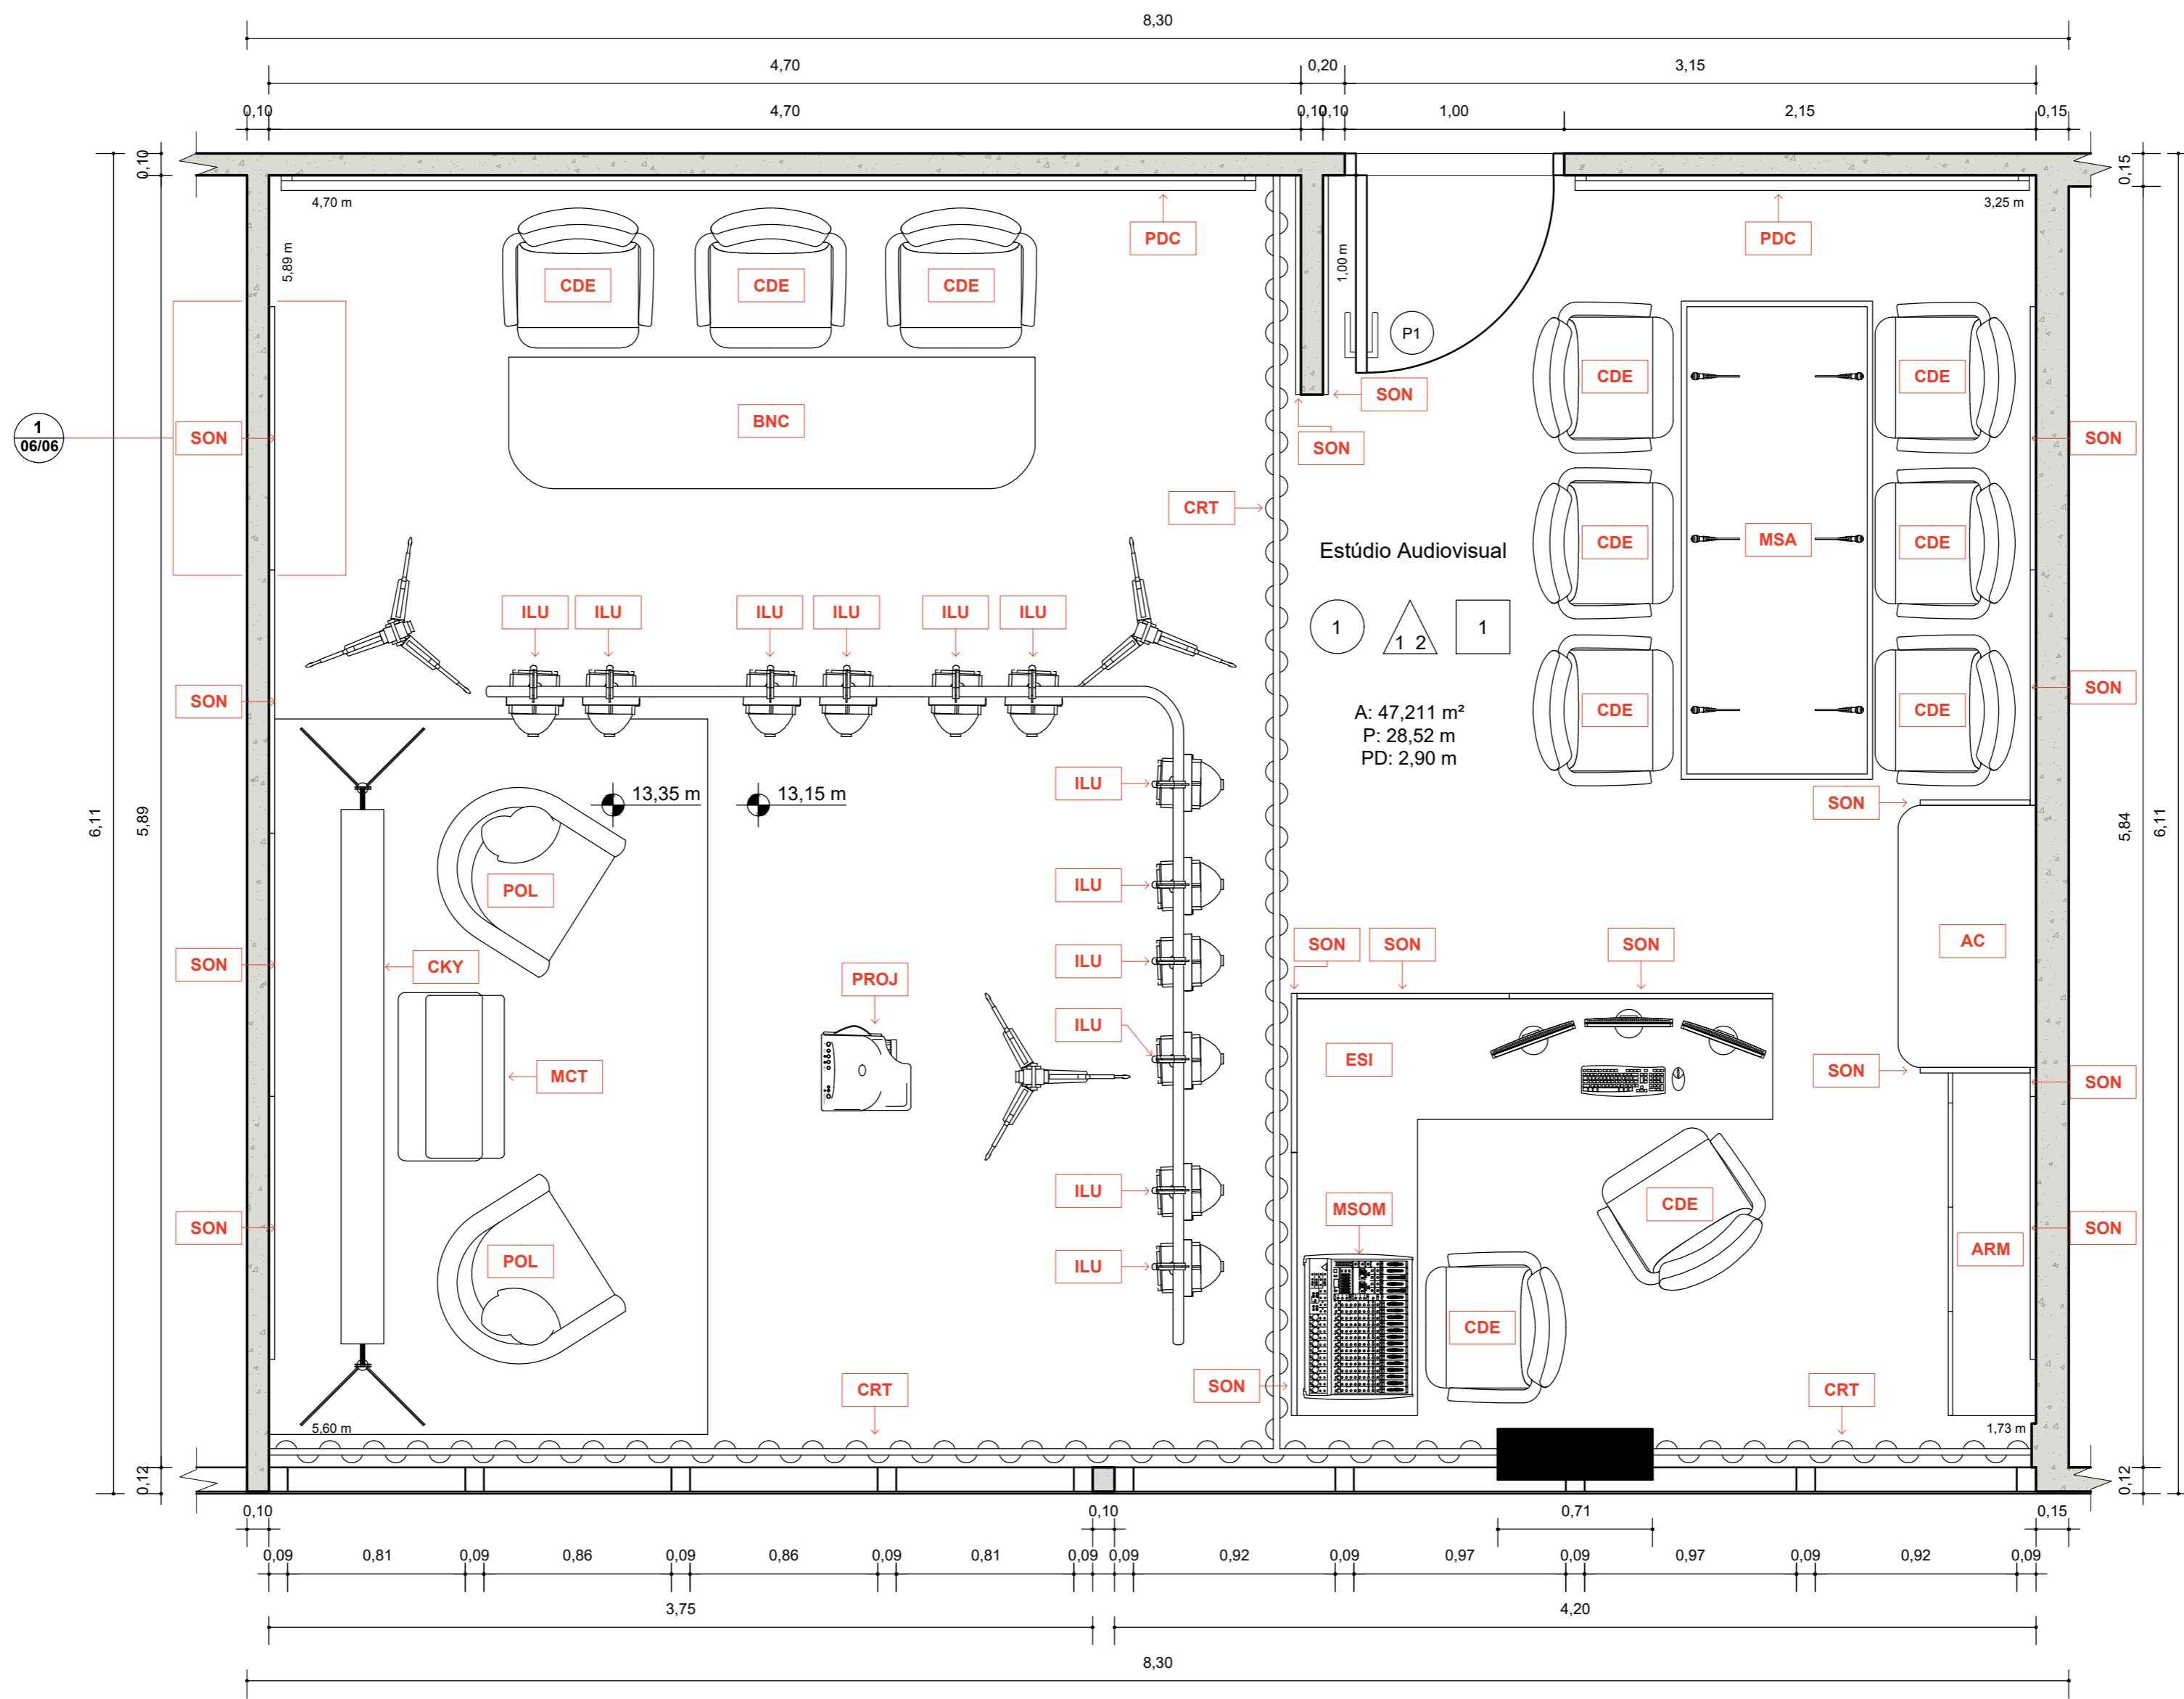 8,30
4,70 0,20 3,15
0,10 4,70 0,10 0,10 1,00 2,15 0,15
0,10 0,15
4,70 m 3,25 m
PDC PDC
5,89 m 1,00 m
CDE CDE CDE
P1
CDE CDE
SON
BNC
1
06/06
SON SON SON
CRT
Estúdio Audiovisual
CDE MSA CDE
ILU ILU ILU ILU ILU ILU
1 1 2 1
SON SON
A: 47,211 m²
P: 28,52 m
PD: 2,90 m
CDE CDE
ILU
13,35 m 13,15 m
SON
6,11 5,89 5,84 6,11
POL ILU
SON SON SON AC
SON CKY ILU
PROJ
ILU
ESI
MCT SON SON
ILU MSOM CDE
SON SON
ARM
POL ILU
CDE
SON
CRT CRT
5,60 m 1,73 m
0,12 0,12
0,10 0,10 0,71 0,15
0,09 0,81 0,09 0,86 0,09 0,86 0,09 0,81 0,09 0,09 0,92 0,09 0,97 0,09 0,97 0,09 0,92 0,09
3,75 4,20
8,30